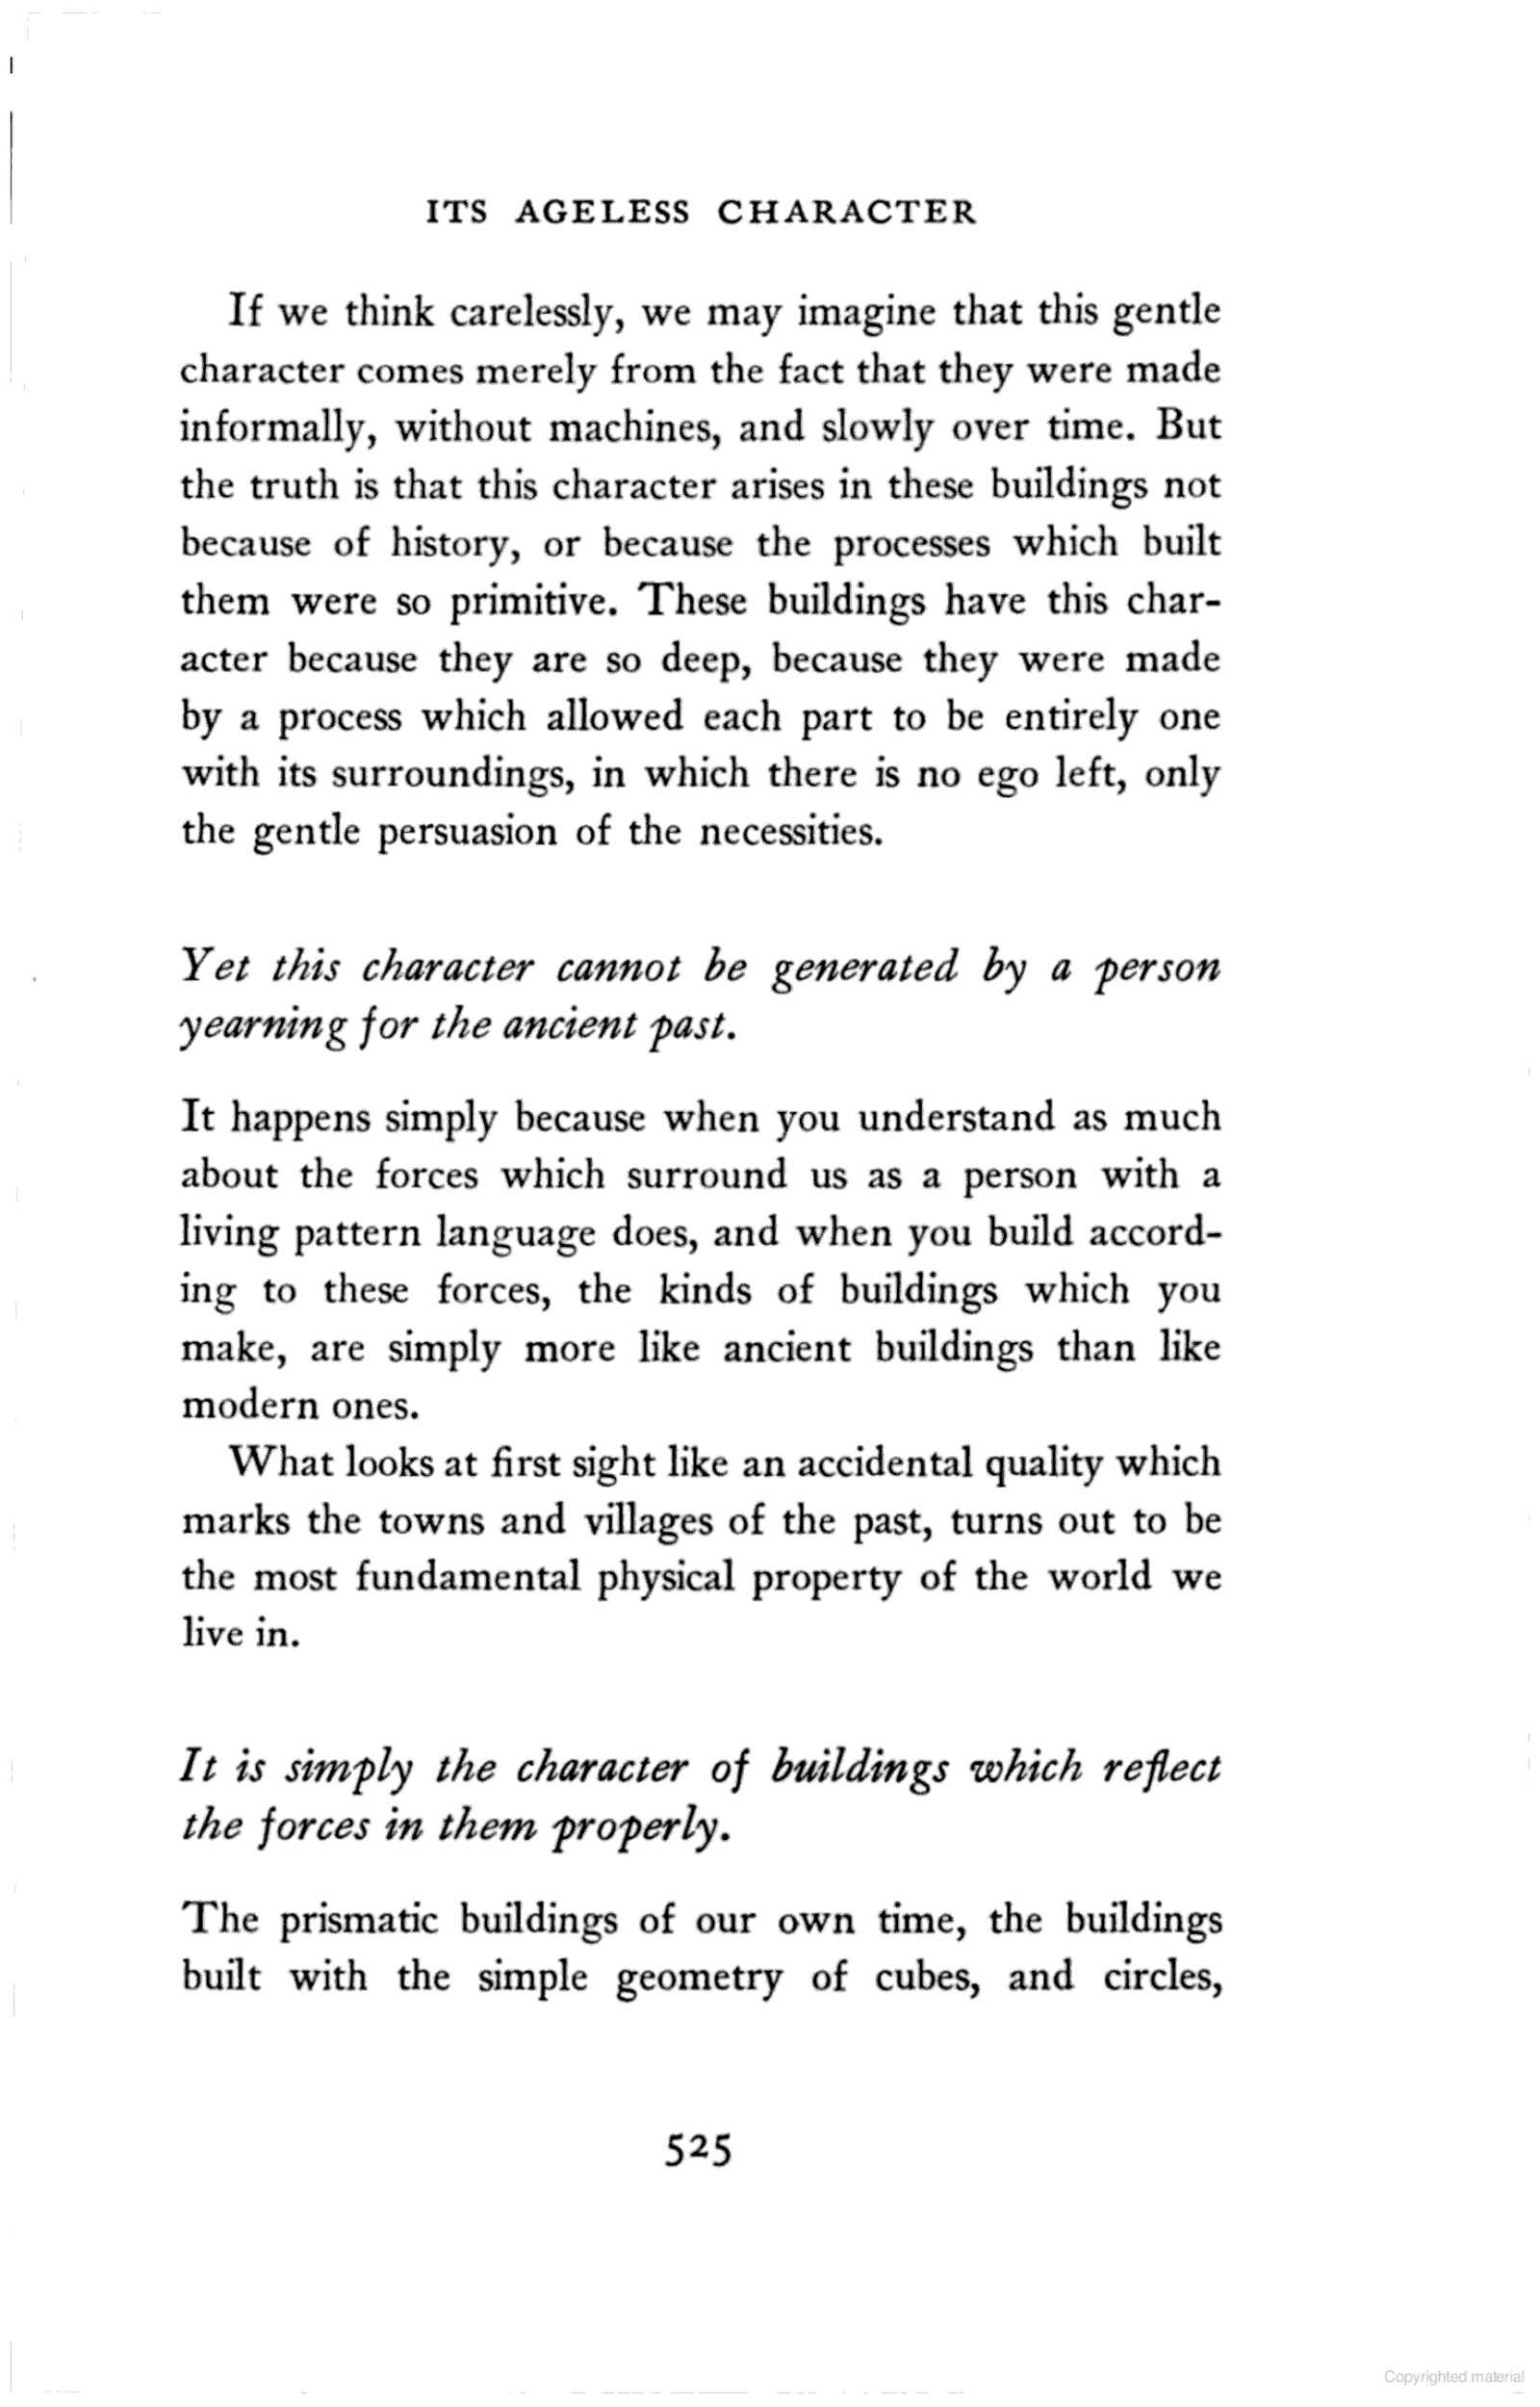 ITS AGELESS CHARACTER
If we think carelessly, we may imagine that this gentle
character comes merely from the fact that they were made
informally, without machines, and slowly over time. But
the truth is that this character arises in these buildings not
because of history, or because the processes which built
them were so primitive. These buildings have this char-
acter because they are so deep, because they were made
by a process which allowed each part to be entirely one
with its surroundings, in which there is no ego left, only
the gentle persuasion of the necessities.
Yet this character cannot be generated by a person
yearning for the ancient past.
It happens simply because when you understand as much
about the forces which surround us as a person with a
living pattern language does, and when you build accord-
ing to these forces, the kinds of buildings which you
make, are simply more like ancient buildings than like
modern ones.
What looks at first sight like an accidental quality which
marks the towns and villages of the past, turns out to be
the most fundamental physical property of the world we
live in.
It is simply the character of buildings which reflect
the forces in them properly.
The prismatic buildings of our own time, the buildings
built with the simple geometry of cubes, and circles,
525
Copyrighted material